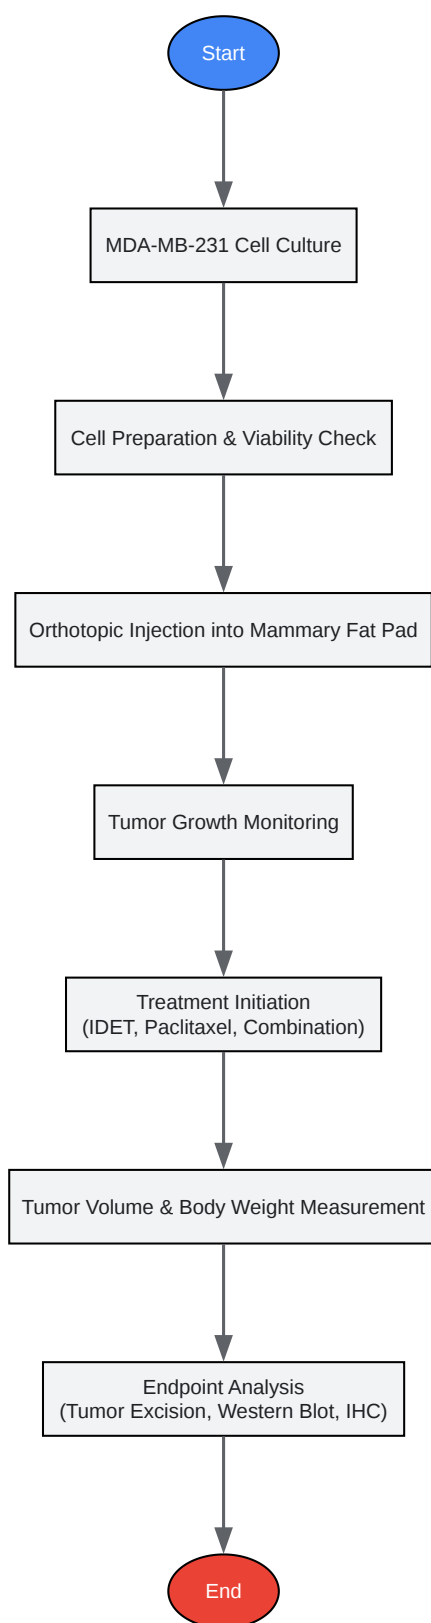 Start
MDA-MB-231 Cell Culture
Cell Preparation & Viability Check
Orthotopic Injection into Mammary Fat Pad
Tumor Growth Monitoring
Treatment Initiation
(IDET, Paclitaxel, Combination)
Tumor Volume & Body Weight Measurement
Endpoint Analysis
(Tumor Excision, Western Blot, IHC)
End